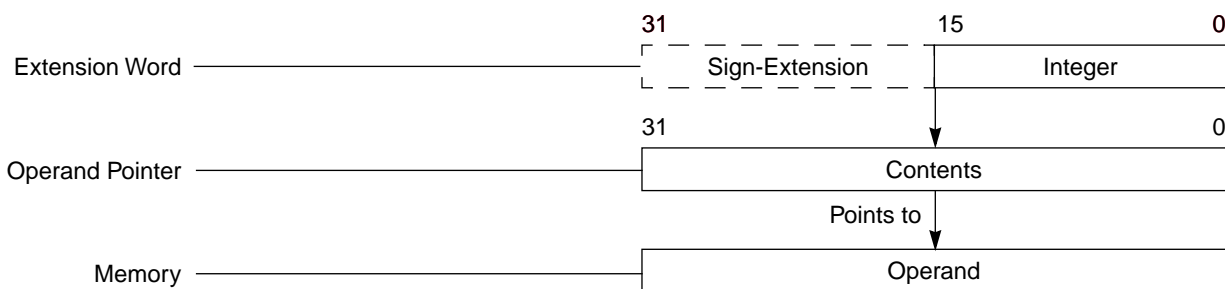 31 15 0
Extension Word Sign-Extension Integer
31 0
Operand Pointer Contents
Points to
Memory Operand